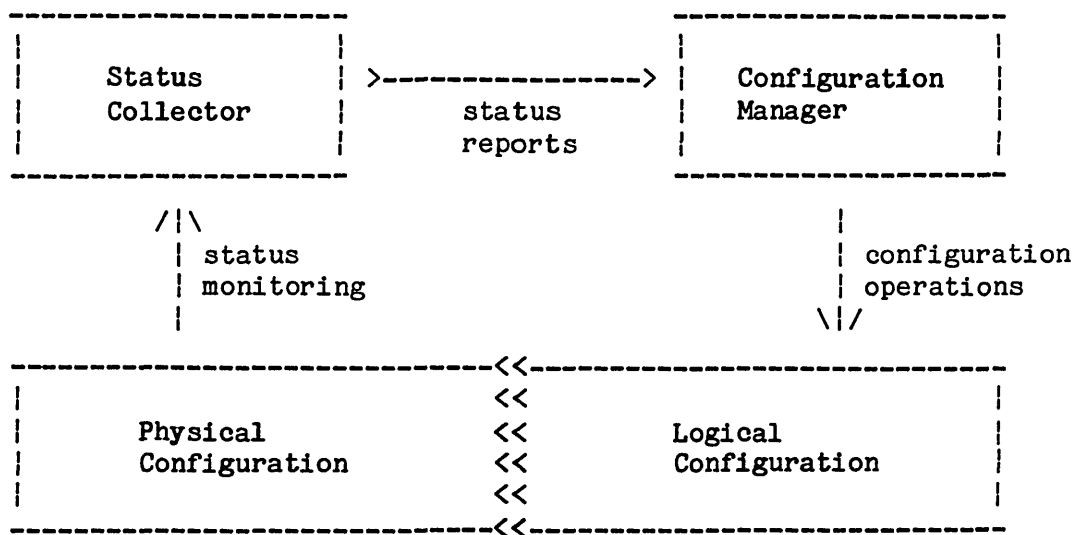 Status
Collector
status
reports
Configuration
Manager
status
monitoring
configuration
operations
Physical
Configuration
Logical
Configuration